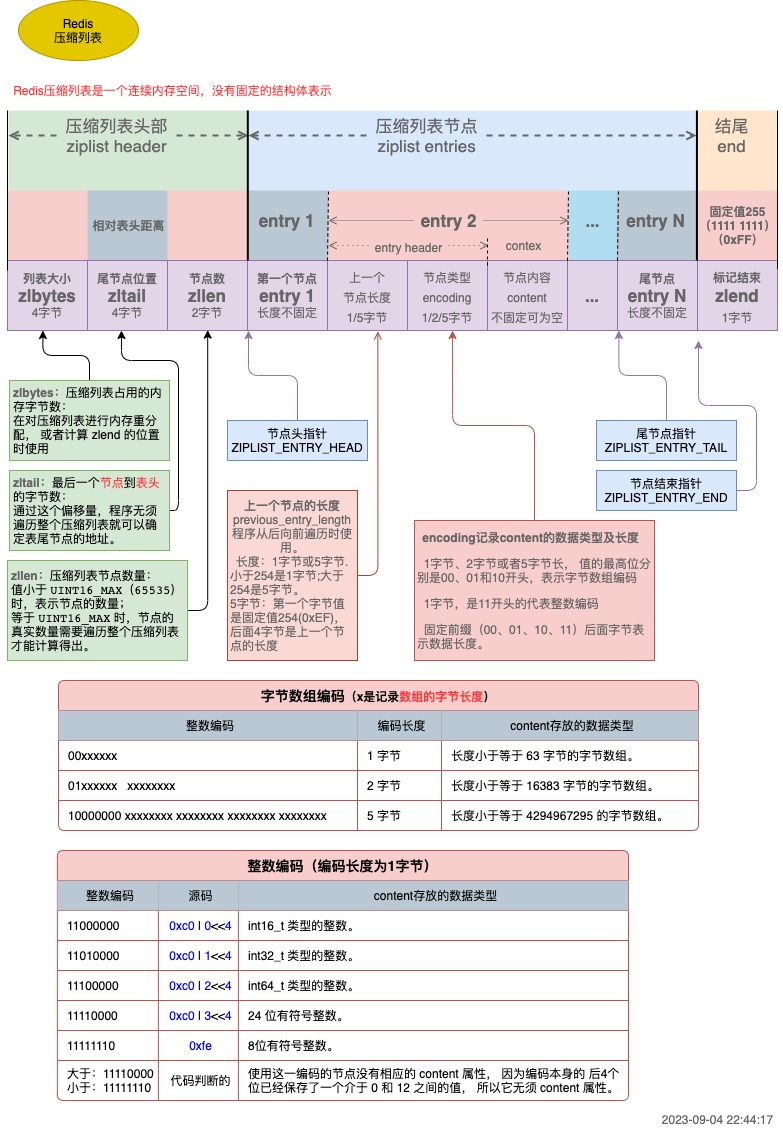 Redis
压缩列表
Redis压缩列表是一个连续内存空间，没有固定的结构体表示
压缩列表头部
ziplist header
压缩列表节点
ziplist entries
结尾
end
相对表头距离
entry 1
entry 2
entry header
contex
...
entry N
固定值255
（1111 1111）
（0xFF）
列表大小
zlbytes
4字节
尾节点位置
zltail
4字节
节点数
zllen
2字节
第一个节点
entry 1
长度不固定
上一个
节点长度
1/5字节
节点类型
encoding
1/2/5字节
节点内容
content
不固定可为空
...
尾节点
entry N
长度不固定
标记结束
zlend
1字节
zlbytes：压缩列表占用的内
存字节数：
在对压缩列表进行内存重分
配， 或者计算 zlend 的位置
时使用
zltail：最后一个节点到表头
的字节数：
通过这个偏移量，程序无须
遍历整个压缩列表就可以确
定表尾节点的地址。
zllen：压缩列表节点数量：
值小于 UINT16_MAX（65535）
时，表示节点的数量；
等于 UINT16_MAX 时，节点的
真实数量需要遍历整个压缩列表
才能计算得出。
节点头指针
ZIPLIST_ENTRY_HEAD
上一个节点的长度
previous_entry_length
程序从后向前遍历时使
用。
长度：1字节或5字节.
小于254是1字节;大于
254是5字节。
5字节：第一个字节值
是固定值254(0xEF)，
后面4字节是上一个节
点的长度
尾节点指针
ZIPLIST_ENTRY_TAIL
节点结束指针
ZIPLIST_ENTRY_END
encoding记录content的数据类型及长度
1字节、2字节或者5字节长， 值的最高位分
别是00、01和10开头，表示字节数组编码
1字节，是11开头的代表整数编码
固定前缀（00、01、10、11）后面字节表
示数据长度。
字节数组编码（x是记录数组的字节长度）
整数编码 编码长度 content存放的数据类型
00xxxxxx 1 字节 长度小于等于 63 字节的字节数组。
01xxxxxx xxxxxxxx 2 字节 长度小于等于 16383 字节的字节数组。
10000000 xxxxxxxx xxxxxxxx xxxxxxxx xxxxxxxx 5 字节 长度小于等于 4294967295 的字节数组。
整数编码（编码长度为1字节）
整数编码 源码 content存放的数据类型
11000000 0xc0 | 0<<4 int16_t 类型的整数。
11010000 0xc0 | 1<<4 int32_t 类型的整数。
11100000 0xc0 | 2<<4 int64_t 类型的整数。
11110000 0xc0 | 3<<4 24 位有符号整数。
11111110 0xfe 8位有符号整数。
大于：11110000
小于：11111110
代码判断的
使用这一编码的节点没有相应的 content 属性， 因为编码本身的 后4个
位已经保存了一个介于 0 和 12 之间的值， 所以它无须 content 属性。
2023-09-04 22:44:17